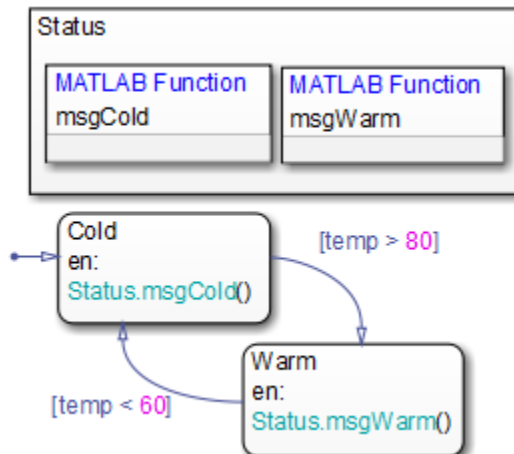 Status
MATLAB Function
msgCold
MATLAB Function
msgWarm
Cold
en:
Status.msgCold()
[temp > 80]
Warm
en:
Status.msgWarm()
[temp < 60]